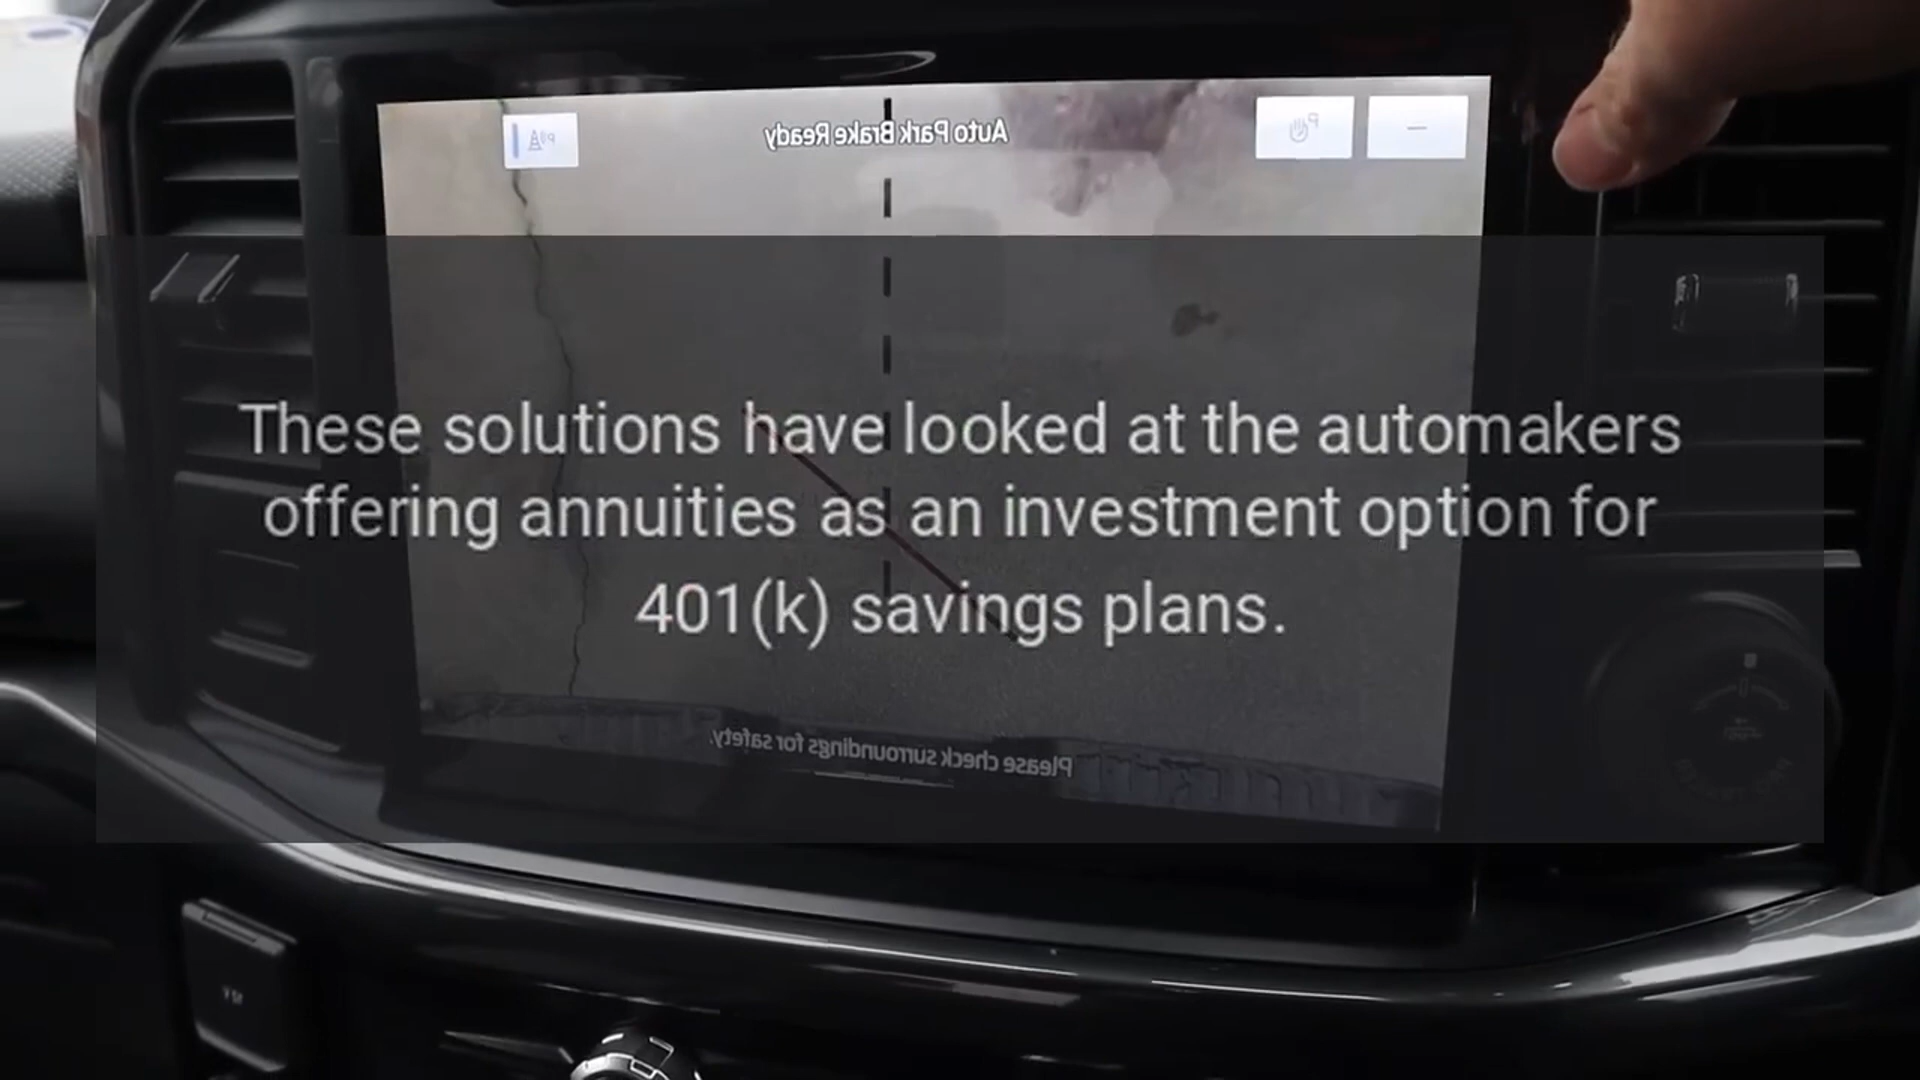 Auto Park Brake Ready
These solutions have looked at the automakers
offering annuities as an investment option for
401(k) savings plans.
Please check surroundings for safety.